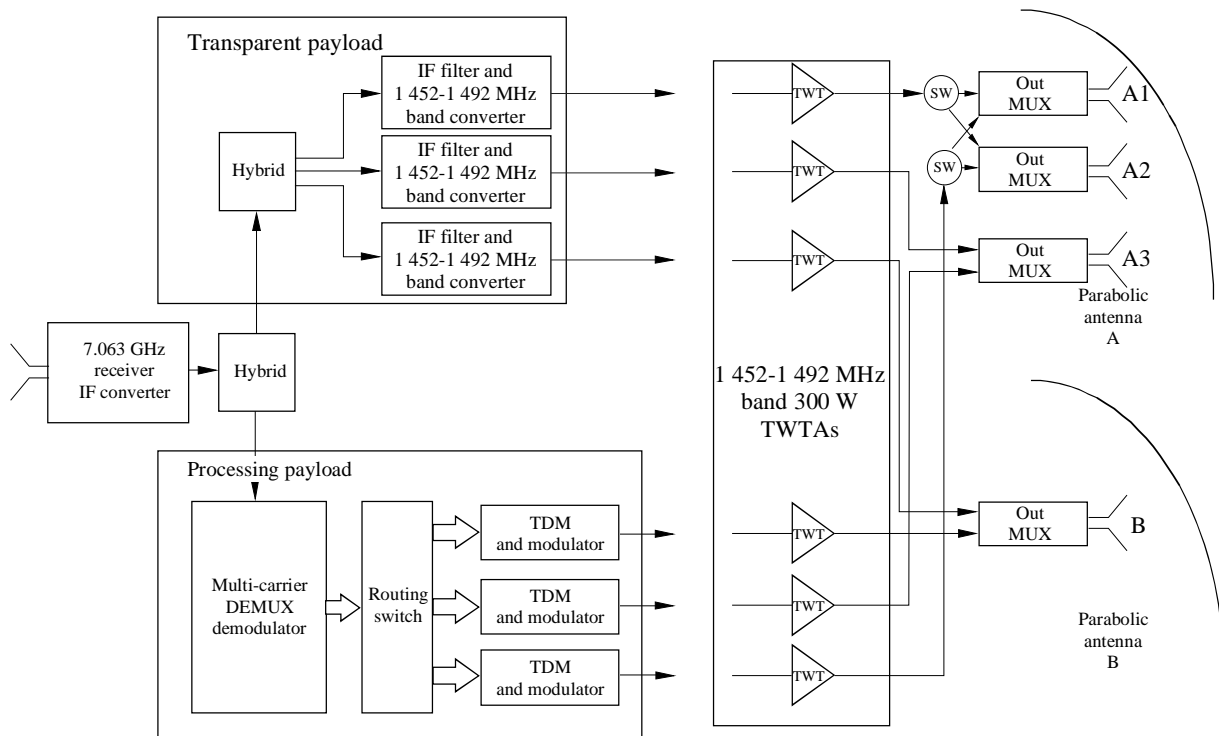 Transparent payload
IF filter and
1 452-1 492 MHz
band converter
IF filter and
1 452-1 492 MHz
band converter
IF filter and
1 452-1 492 MHz
band converter
Hybrid
7.063 GHz
receiver
IF converter
Hybrid
Processing payload
Multi-carrier
DEMUX
demodulator
Routing
switch
TDM
and modulator
TDM
and modulator
TDM
and modulator
TWT
TWT
TWT
1 452-1 492 MHz
band 300 W
TWTAs
TWT
TWT
TWT
SW
SW
Out
MUX
A1
Out
MUX
A2
Out
MUX
A3
Parabolic
antenna
A
Out
MUX
B
Parabolic
antenna
B